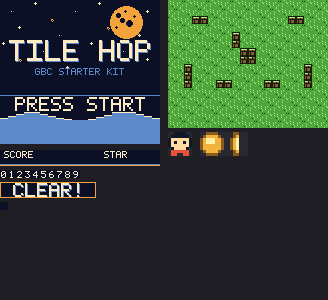 TILE HOP
GBC STARTER KIT
PRESS START
SCORE STAR
0123456789
CLEAR!